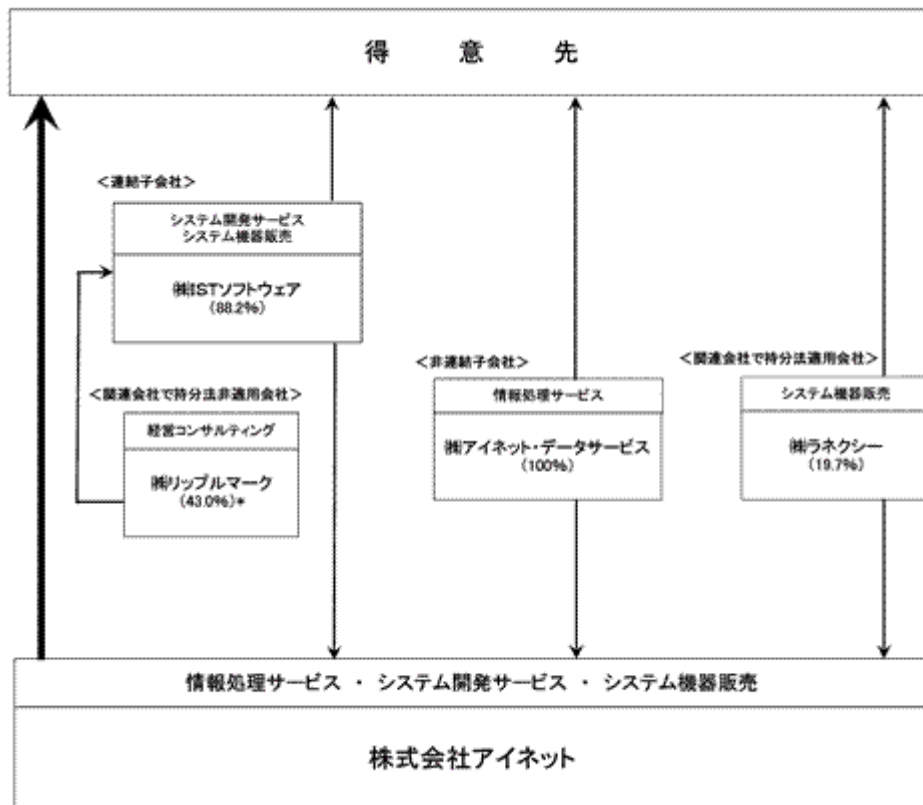 得 意 先
＜連結子会社＞
システム開発サービス
システム機器販売
㈱ISTソフトウェア
(88.2%)
＜関連会社で持分法非適用会社＞
経営コンサルティング
㈱リップルマーク
(43.0%)*
＜非連結子会社＞
情報処理サービス
㈱アイネット・データサービス
(100%)
＜関連会社で持分法適用会社＞
システム機器販売
㈱ラネクシー
(19.7%)
情報処理サービス ・ システム開発サービス ・ システム機器販売
株式会社アイネット